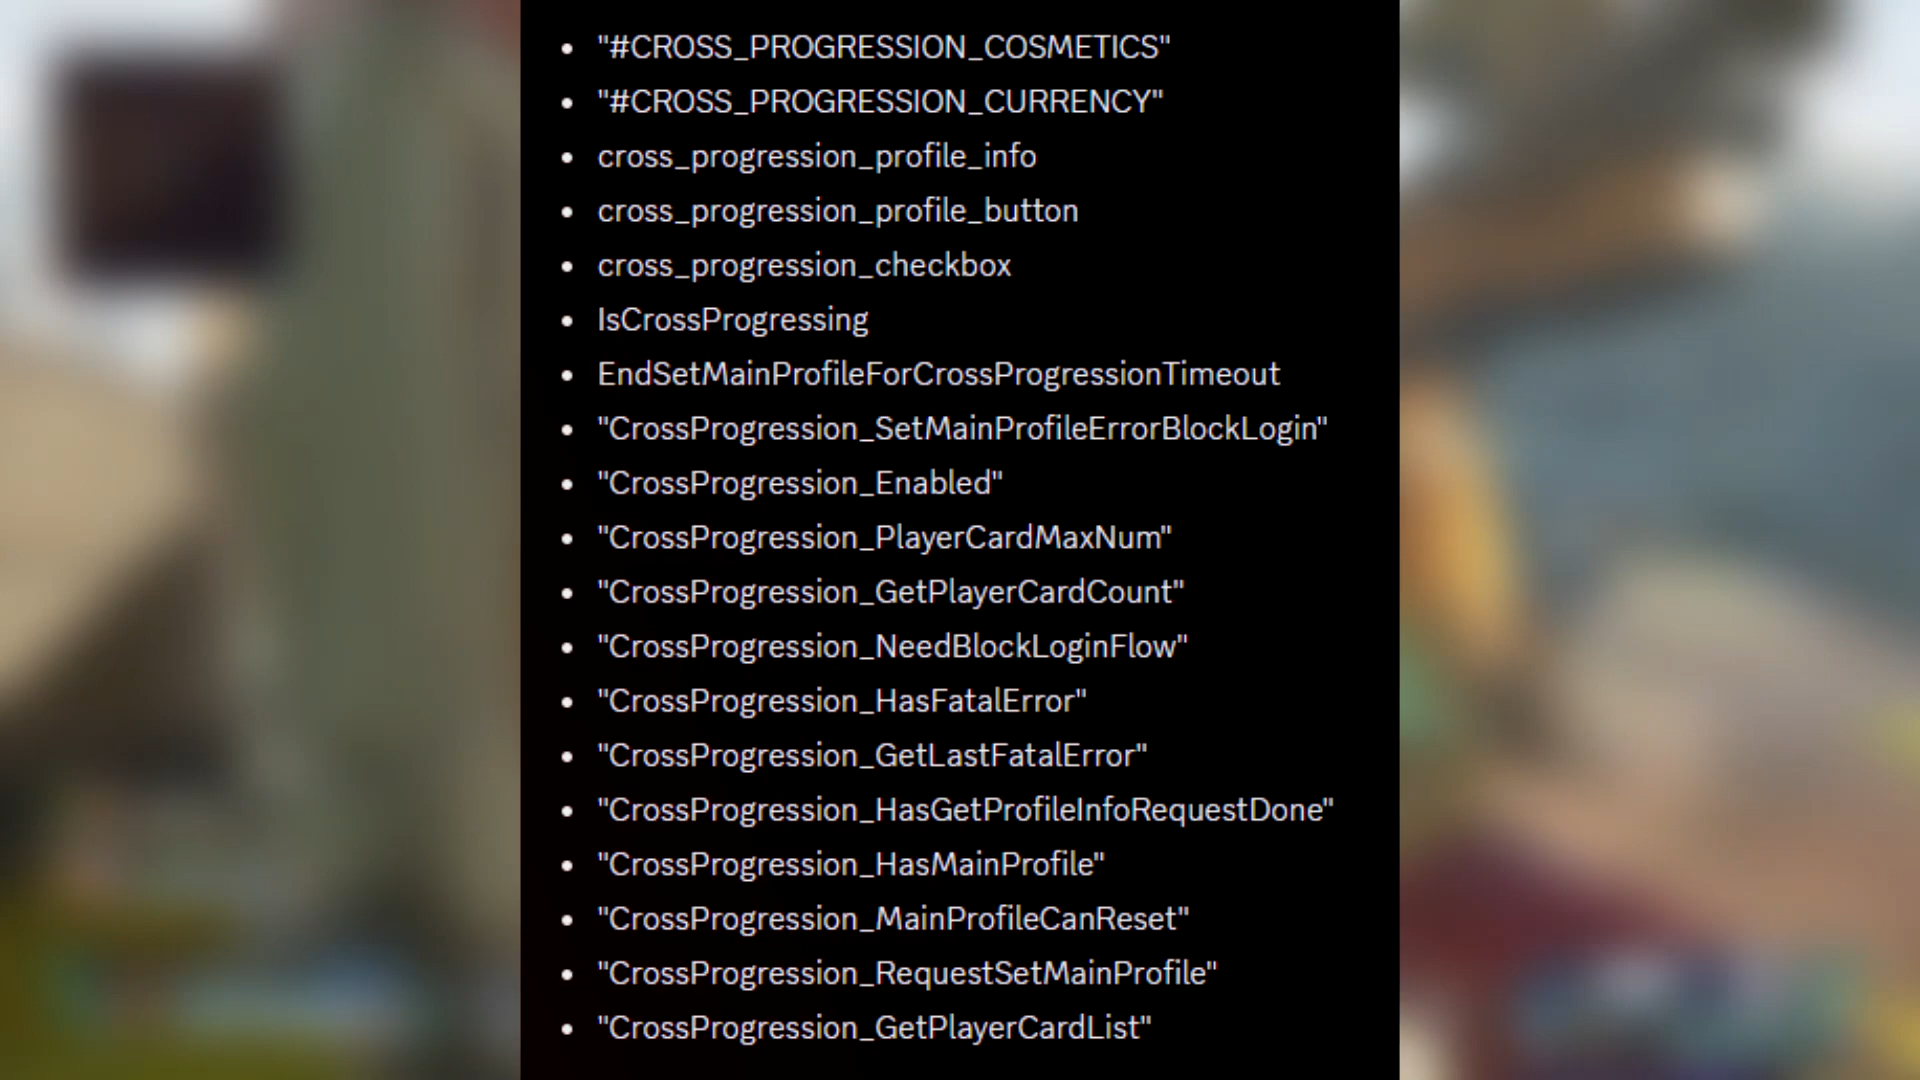 • "#CROSS_PROGRESSION_COSMETICS"
• "#CROSS_PROGRESSION_CURRENCY"
• cross_progression_profile_info
• cross_progression_profile_button
• cross_progression_checkbox
• IsCrossProgressing
• EndSetMainProfileForCrossProgressionTimeout
• "CrossProgression_SetMainProfileErrorBlockLogin"
• "CrossProgression_Enabled"
• "CrossProgression_PlayerCardMaxNum"
• "CrossProgression_GetPlayerCardCount"
• "CrossProgression_NeedBlockLoginFlow"
• "CrossProgression_HasFatalError"
• "CrossProgression_GetLastFatalError"
• "CrossProgression_HasGetProfileInfoRequestDone"
• "CrossProgression_HasMainProfile"
• "CrossProgression_MainProfileCanReset"
• "CrossProgression_RequestSetMainProfile"
• "CrossProgression_GetPlayerCardList"